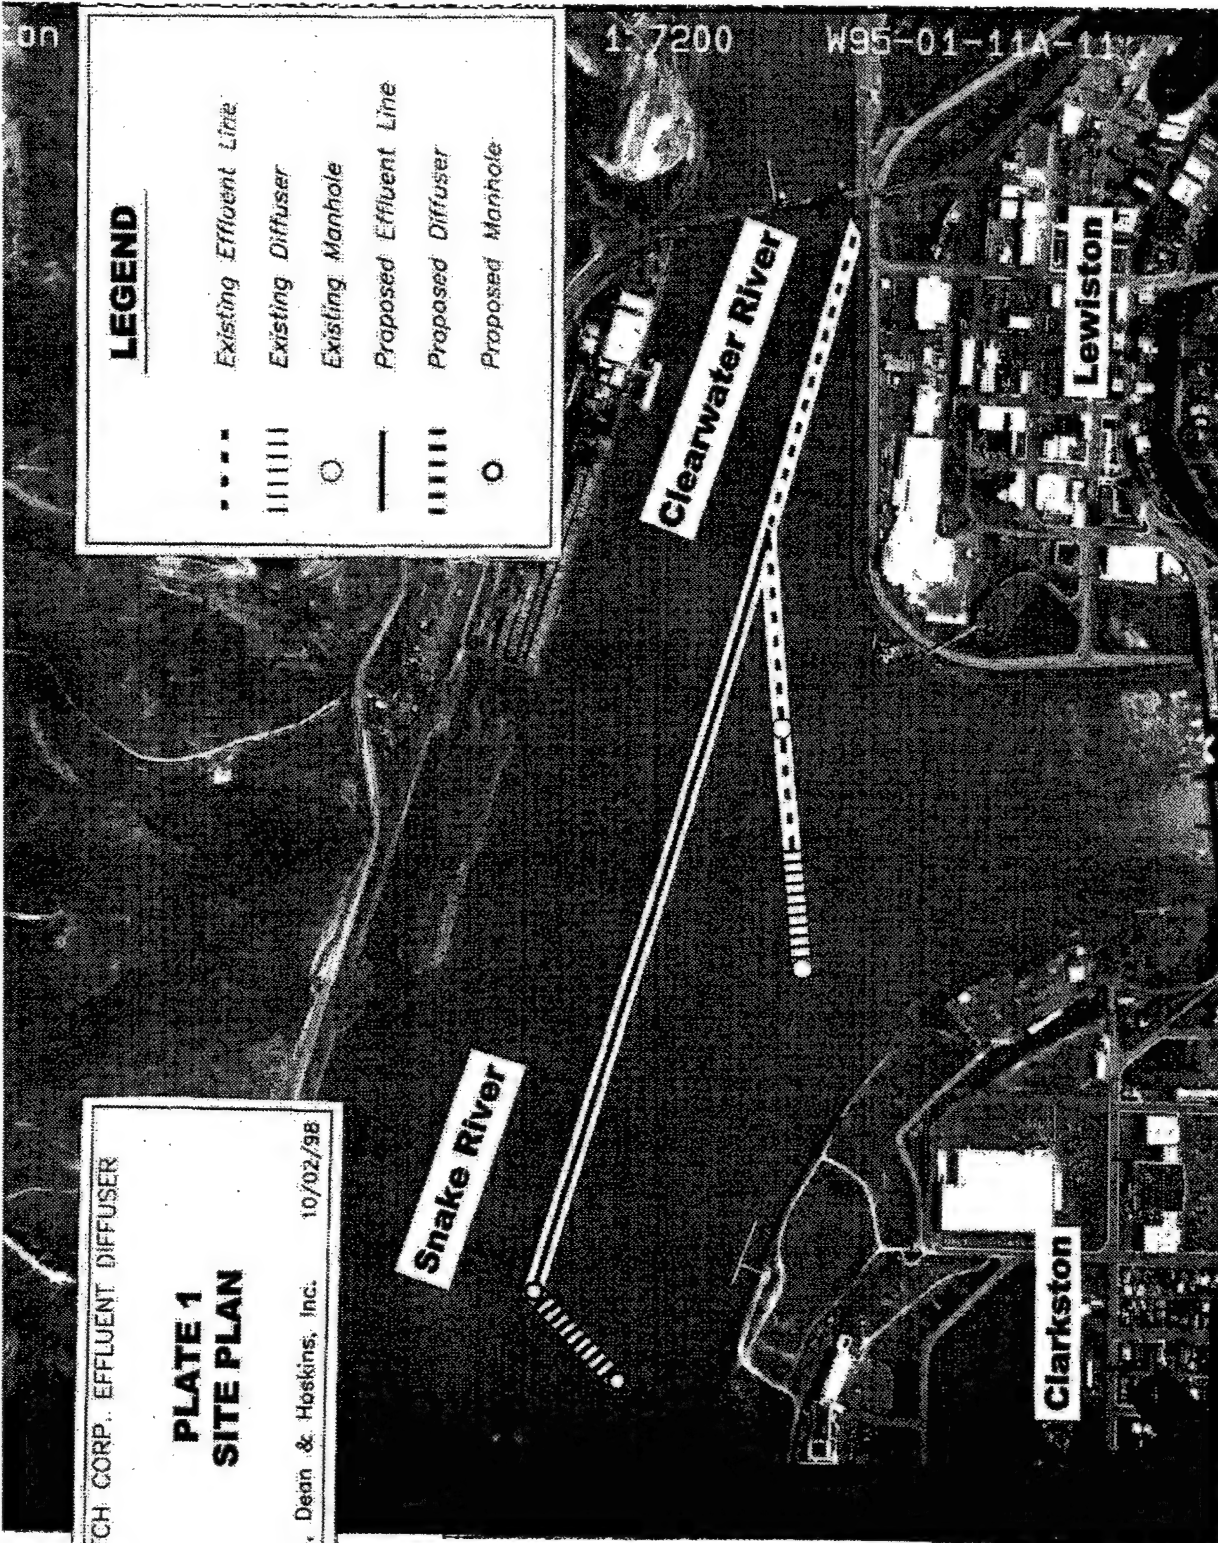 on
1:7200
W95-01-11A-11
LEGEND
Existing Effluent Line
Existing Diffuser
Existing Manhole
Proposed Effluent Line
Proposed Diffuser
Proposed Manhole
Clearwater River
Lewiston
Snake River
Clarkston
CH CORP. EFFLUENT DIFFUSER
PLATE 1
SITE PLAN
Dean & Hoskins, Inc.
10/02/98